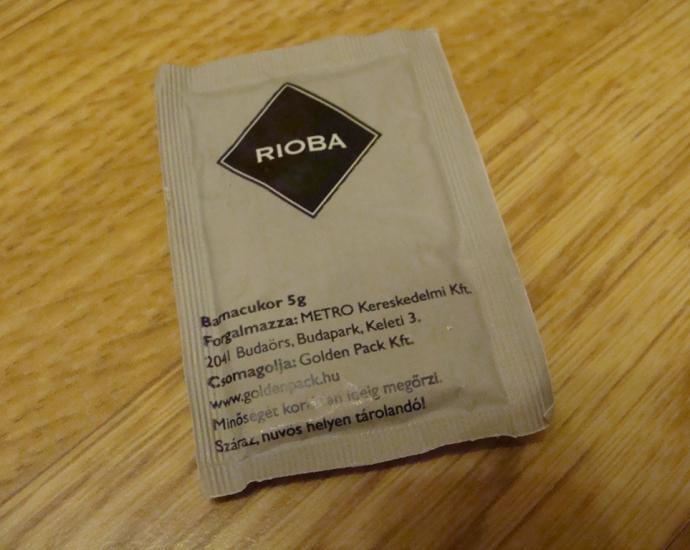 RIOBA
Barnacukor 5g
Forgalmazza: METRO Kereskedelmi Kft.
2041 Budaörs, Budapark, Keleti 3.
Csomagolja: Golden Pack Kft.
www.goldenpack.hu
Minőségét korlátlan ideig megőrzi.
Száraz, hűvös helyen tárolandó!